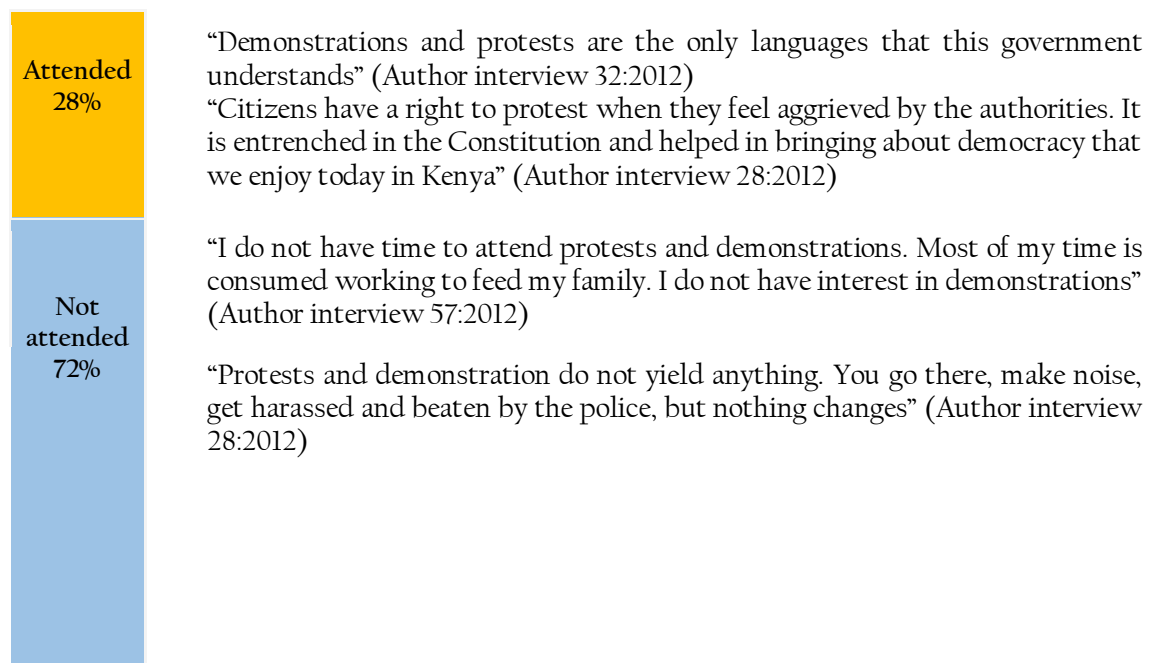 Attended
28%
“Demonstrations and protests are the only languages that this government
understands” (Author interview 32:2012)
“Citizens have a right to protest when they feel aggrieved by the authorities. It
is entrenched in the Constitution and helped in bringing about democracy that
we enjoy today in Kenya” (Author interview 28:2012)
Not
attended
72%
“I do not have time to attend protests and demonstrations. Most of my time is
consumed working to feed my family. I do not have interest in demonstrations”
(Author interview 57:2012)
“Protests and demonstration do not yield anything. You go there, make noise,
get harassed and beaten by the police, but nothing changes” (Author interview
28:2012)